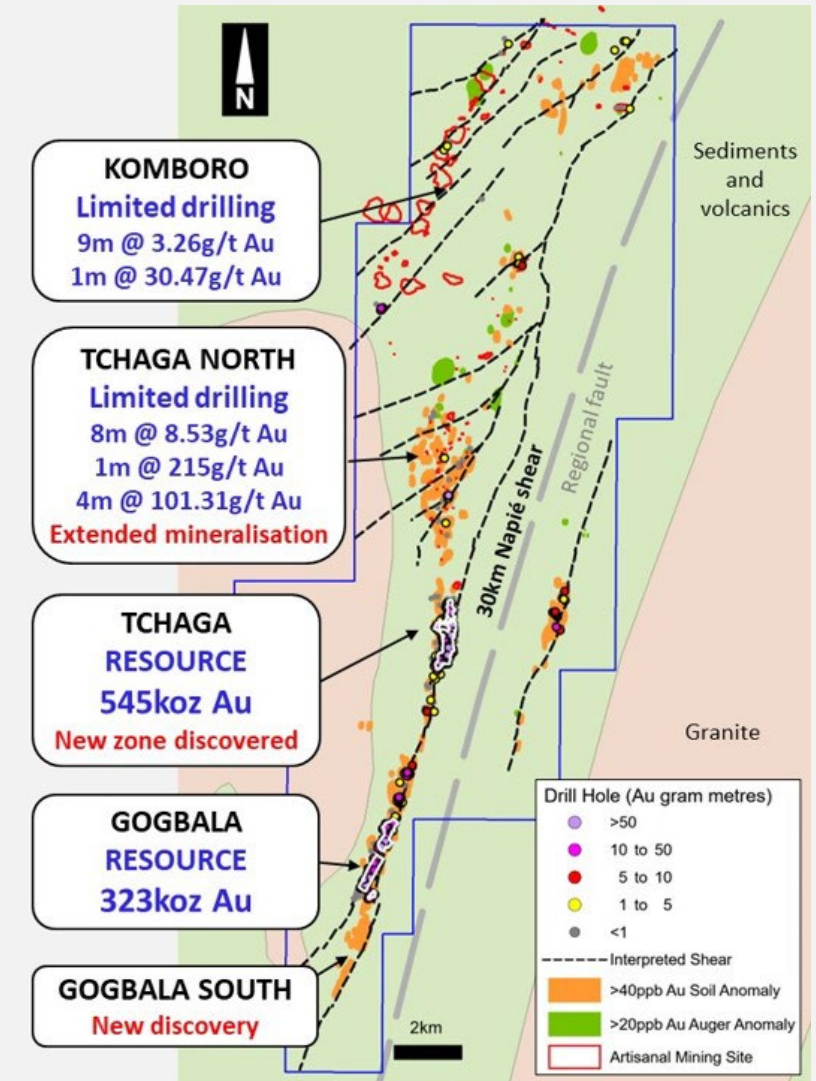 N
KOMBORO
Limited drilling
9m @ 3.26g/t Au
1m @ 30.47g/t Au
Sediments
and
volcanics
TCHAGA NORTH
Limited drilling
8m @ 8.53g/t Au
1m @ 215g/t Au
4m @ 101.31g/t Au
Extended mineralisation
Regional fault
30km Napié shear
TCHAGA
RESOURCE
545koz Au
New zone discovered
Granite
GOGBALA
RESOURCE
323koz Au
GOGBALA SOUTH
New discovery
2km
Drill Hole (Au gram metres)
>50
10 to 50
5 to 10
1 to 5
<1
Interpreted Shear
>40ppb Au Soil Anomaly
>20ppb Au Auger Anomaly
Artisanal Mining Site